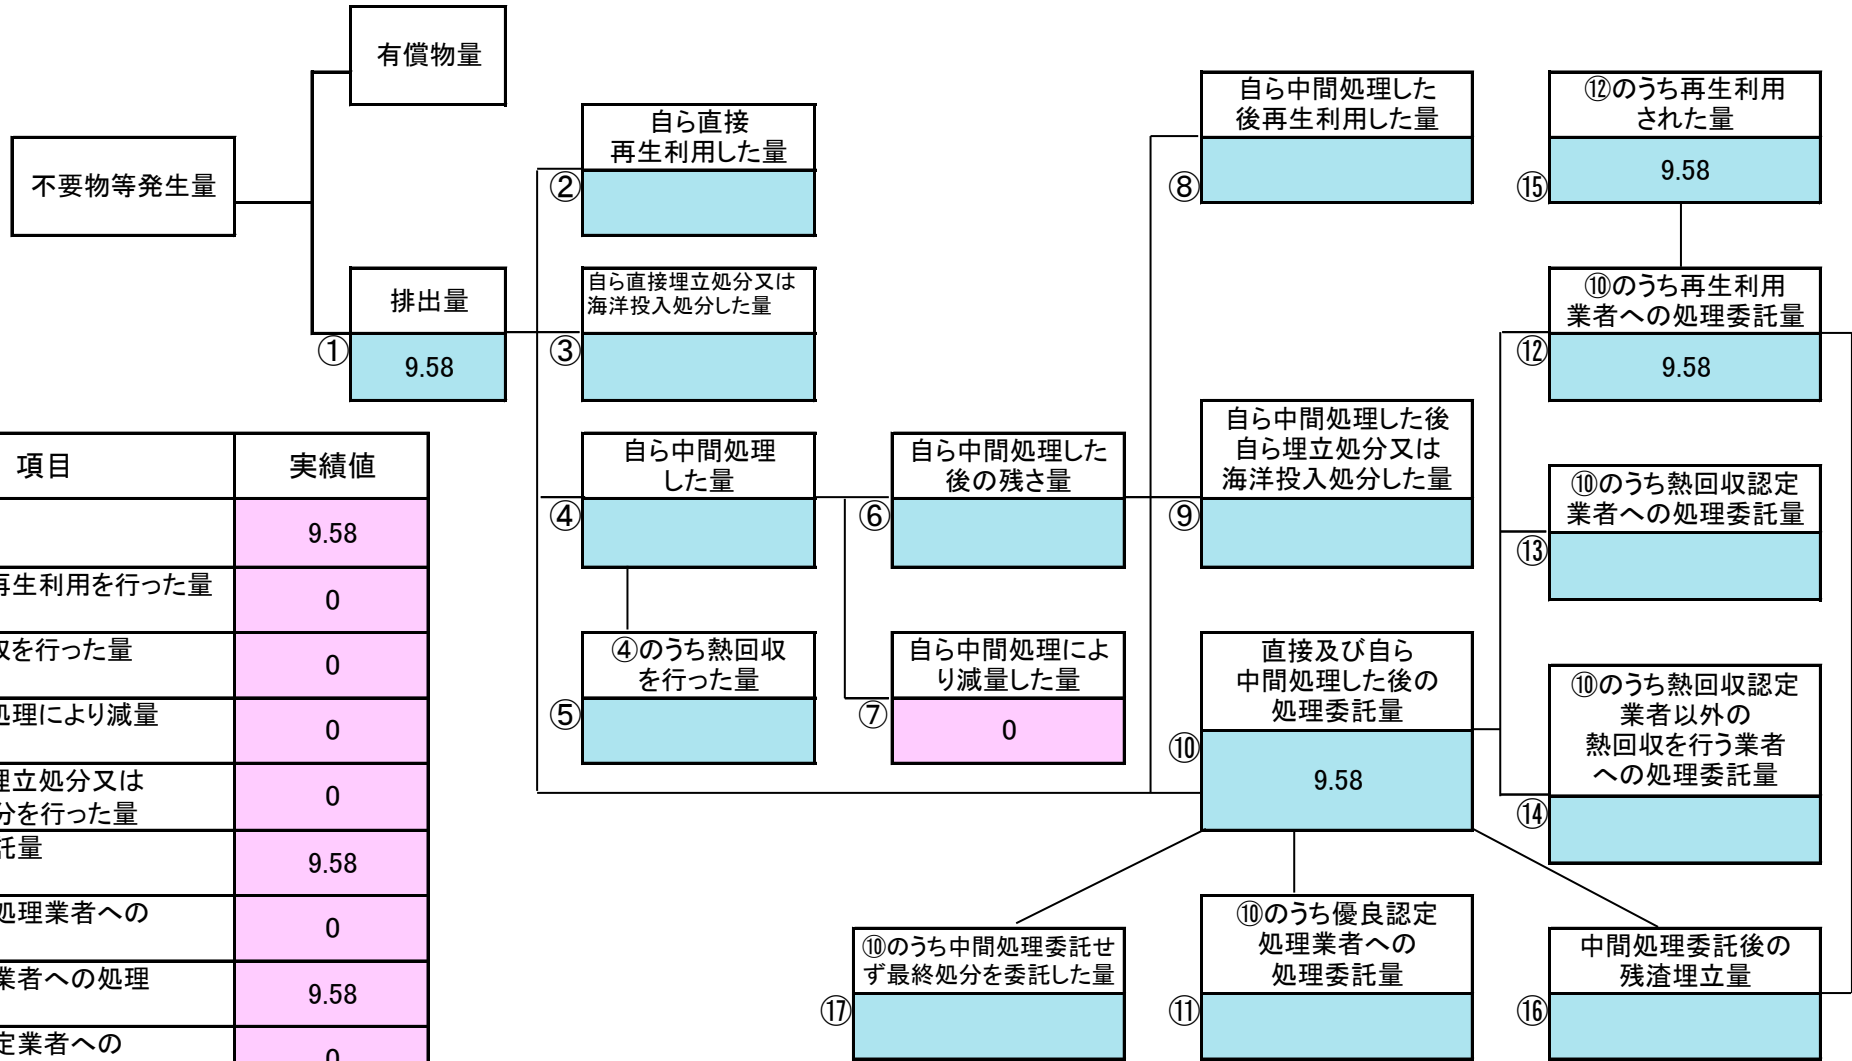 有償物量
不要物等発生量
排出量
①
9.58
自ら直接
再生利用した量
②
自ら直接埋立処分又は
海洋投入処分した量
③
自ら中間処理
した量
④
④のうち熱回収
を行った量
⑤
自ら中間処理した
後の残さ量
⑥
自ら中間処理によ
り減量した量
⑦
0
自ら中間処理した
後再生利用した量
⑧
自ら中間処理した後
自ら埋立処分又は
海洋投入処分した量
⑨
直接及び自ら
中間処理した後の
処理委託量
⑩
9.58
⑫のうち再生利用
された量
⑮
9.58
⑩のうち再生利用
業者への処理委託量
⑫
9.58
⑩のうち熱回収認定
業者への処理委託量
⑬
⑩のうち熱回収認定
業者以外の
熱回収を行う業者
への処理委託量
⑭
⑩のうち中間処理委託せ
ず最終処分を委託した量
⑰
⑩のうち優良認定
処理業者への
処理委託量
⑪
中間処理委託後の
残渣埋立量
⑯
項目 実績値
9.58
再生利用を行った量 0
収を行った量 0
処理により減量 0
埋立処分又は
分を行った量 0
託量 9.58
処理業者への 0
業者への処理 9.58
定業者への 0